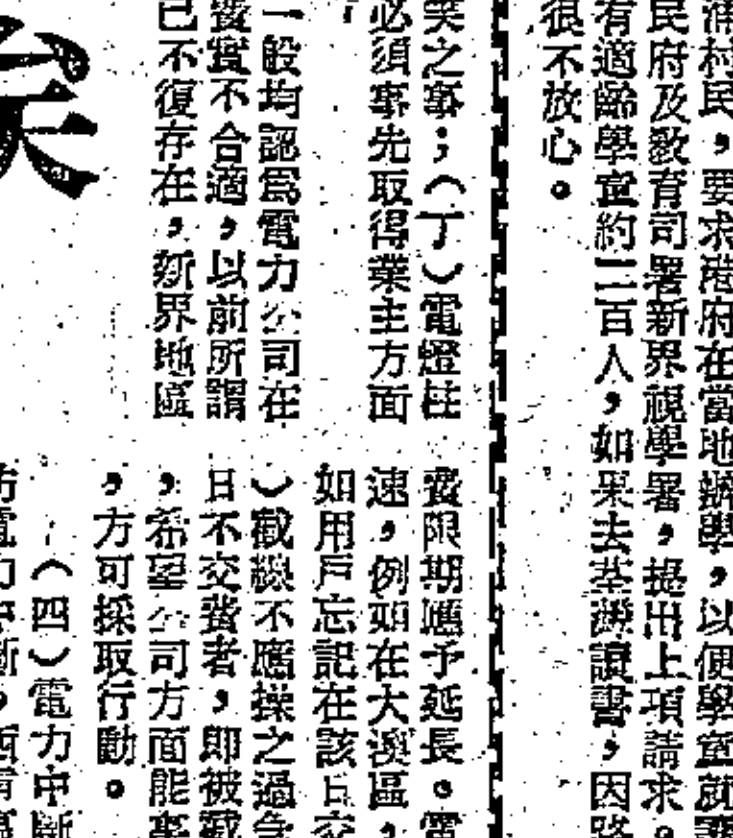 浦村民，要求港府在當地辦學，以便學童就讀
民府及教育司署新界視學署，提出上項請求。
有適齡學童約二百人，如果去荃灣讀書，因路
很不放心。
笑之事；（丁）電燈柱
必須事先取得業主方面
一般均認爲電力公司在
費實不合適，以前所謂
已不復存在，新界地區
矣
費限期應予延長。電
速，例如在大澳區，
如用戶忘記在該日交
）截線不應操之過急
日不交費者，即被截
，希望公司方面能事
，方可採取行動。
（四）電力中斷